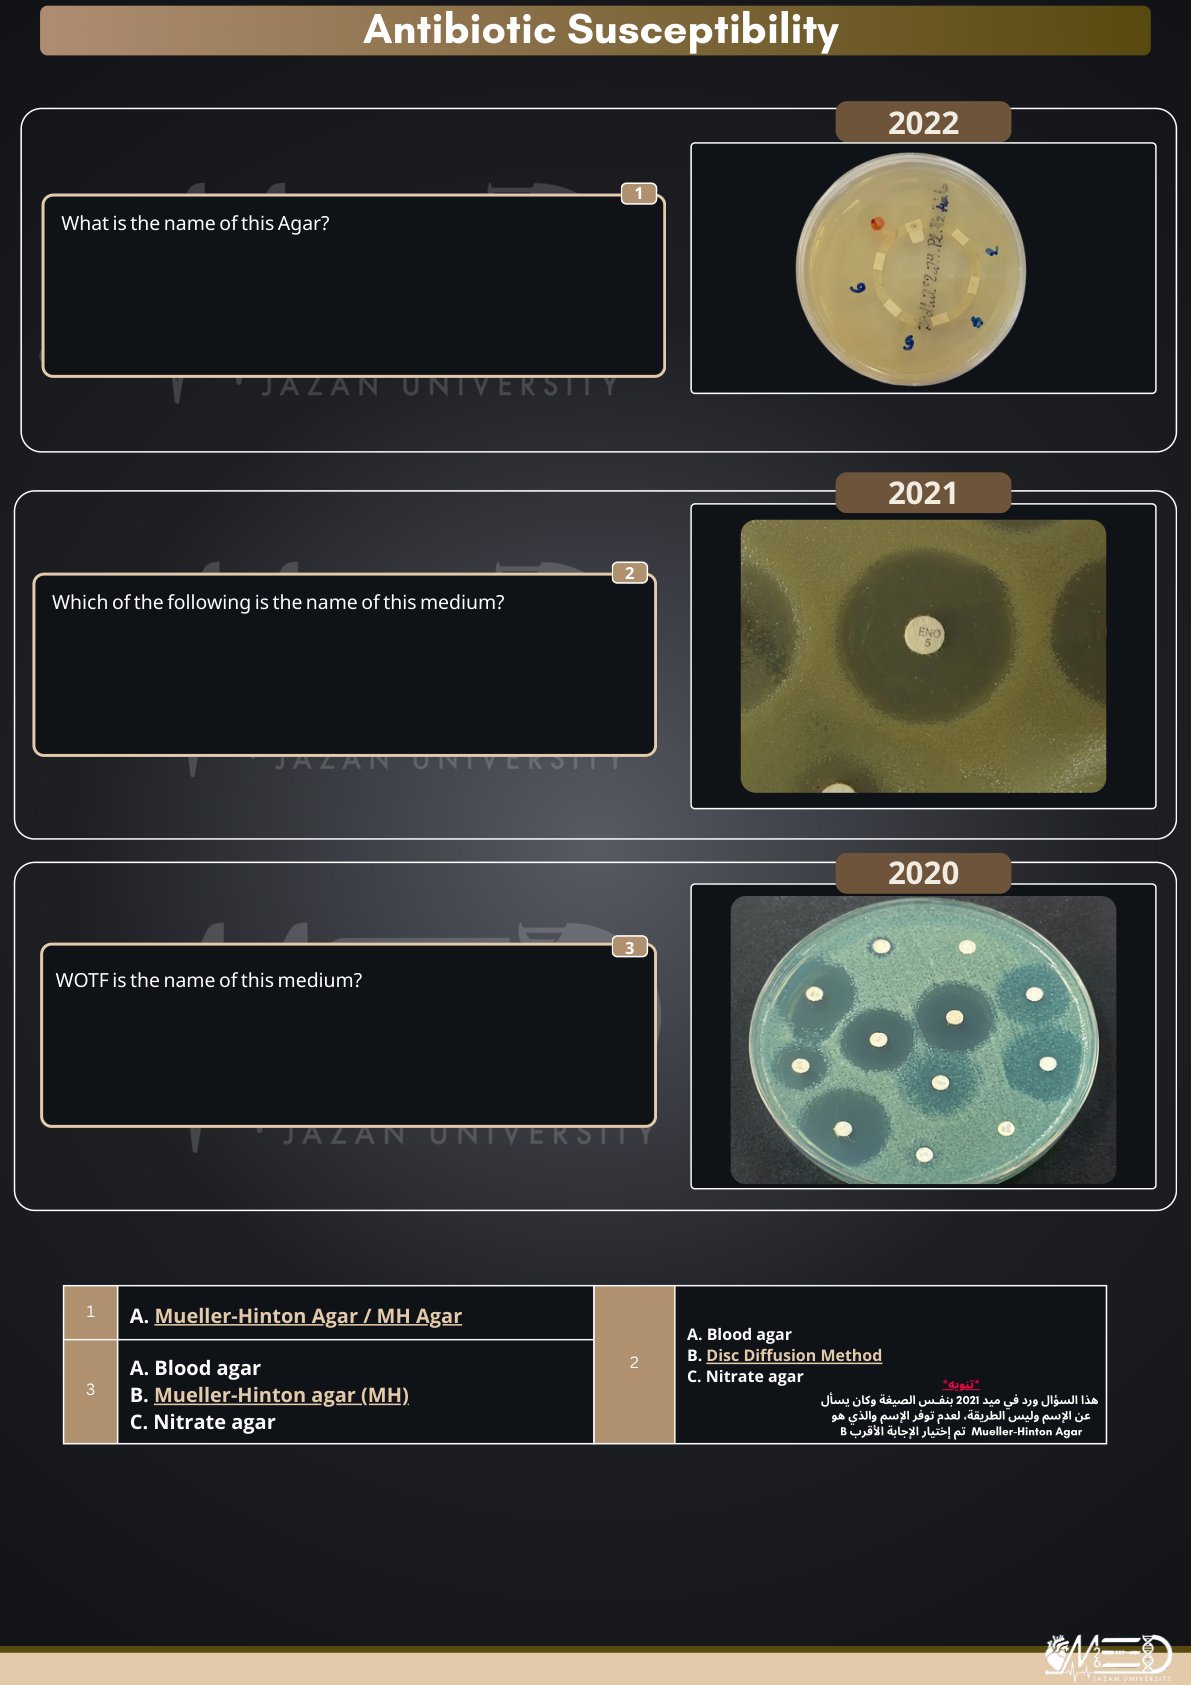 Antibiotic Susceptibility
2022
1
What is the name of this Agar?
JAZAN UNIVERSITY
2021
2
Which of the following is the name of this medium?
ENO
5
JAZAN UNIVERSITY
2020
3
WOTF is the name of this medium?
JAZAN UNIVERSITY
1
A. Mueller-Hinton Agar / MH Agar
3
A. Blood agar
B. Mueller-Hinton agar (MH)
C. Nitrate agar
2
A. Blood agar
B. Disc Diffusion Method
C. Nitrate agar
*تنويه*
هذا السؤال ورد في ميد 2021 بنفس الصيغة وكان يسأل
عن الإسم وليس الطريقة، لعدم توفر الإسم والذي هو
Mueller-Hinton Agar تم إختيار الإجابة الأقرب B
MED
JAZAN UNIVERSITY